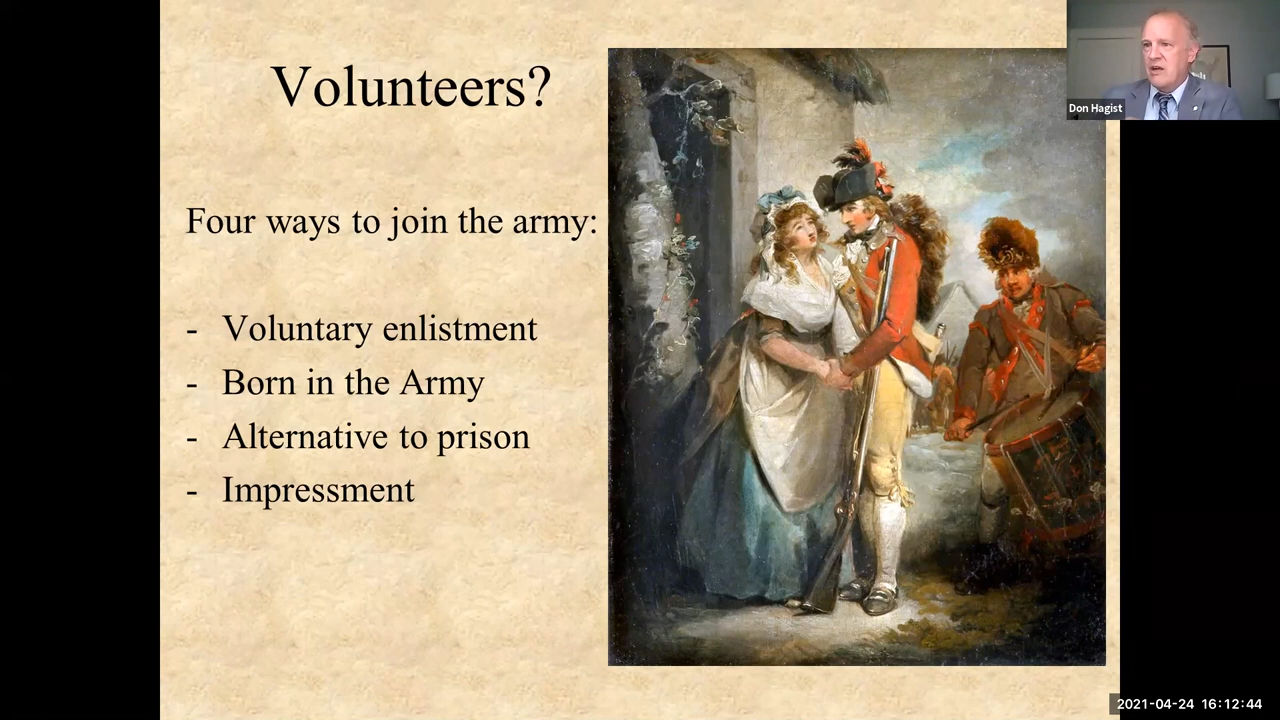 Volunteers?
Four ways to join the army:
- Voluntary enlistment
- Born in the Army
- Alternative to prison
- Impressment
Don Hagist
2021-04-24 16:12:44